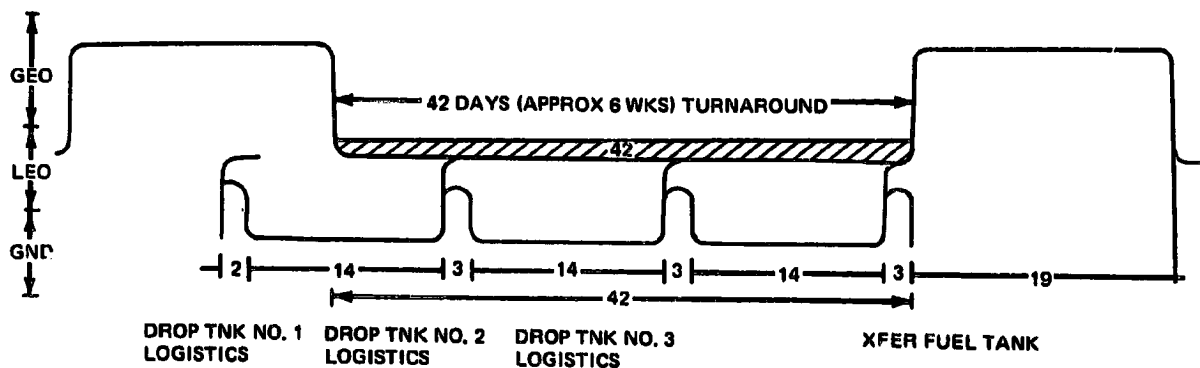 GEO
42 DAYS (APPROX 6 WKS) TURNAROUND
42
LEO
GND
2 14 3 14 3 14 3 19
42
DROP TNK NO. 1 DROP TNK NO. 2 DROP TNK NO. 3 XFER FUEL TANK
LOGISTICS LOGISTICS LOGISTICS